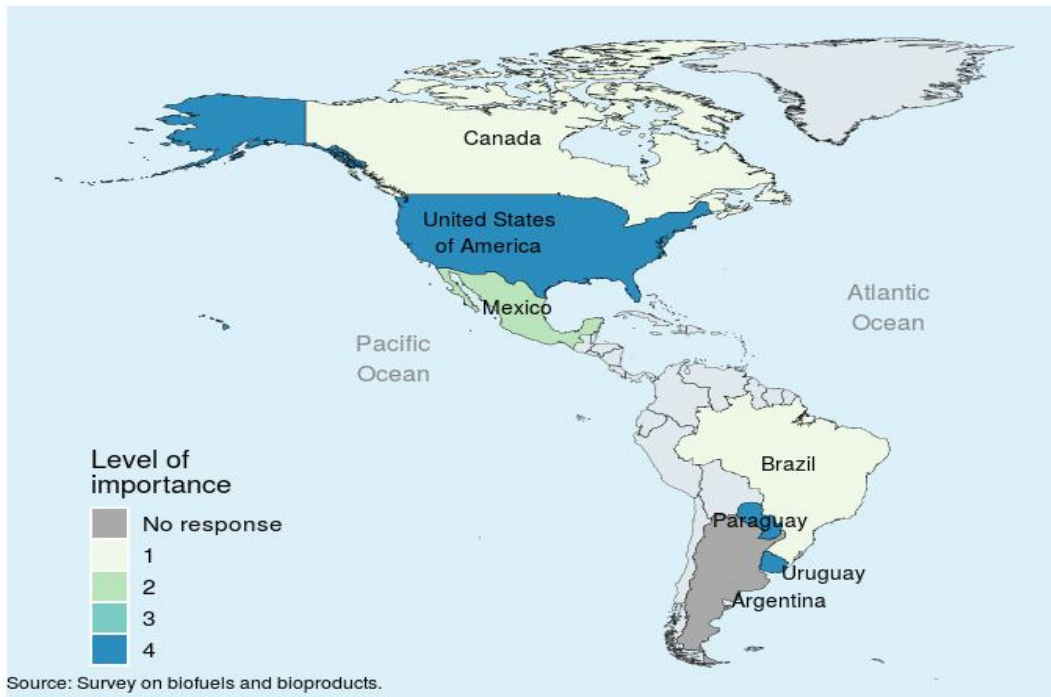 Canada
United States
of America
Mexico
Atlantic
Ocean
Pacific
Ocean
Brazil
Paraguay
Uruguay
Argentina
Level of
importance
No response
1
2
3
4
Source: Survey on biofuels and bioproducts.